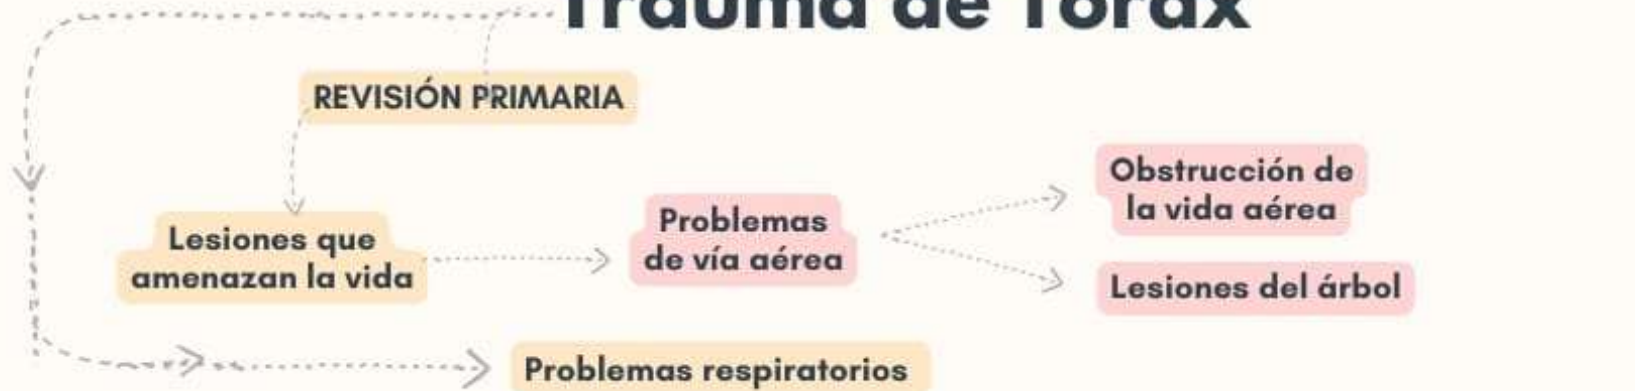 Trauma de Tórax
REVISIÓN PRIMARIA
Lesiones que
amenazan la vida
Problemas
de vía aérea
Obstrucción de
la vida aérea
Lesiones del árbol
Problemas respiratorios